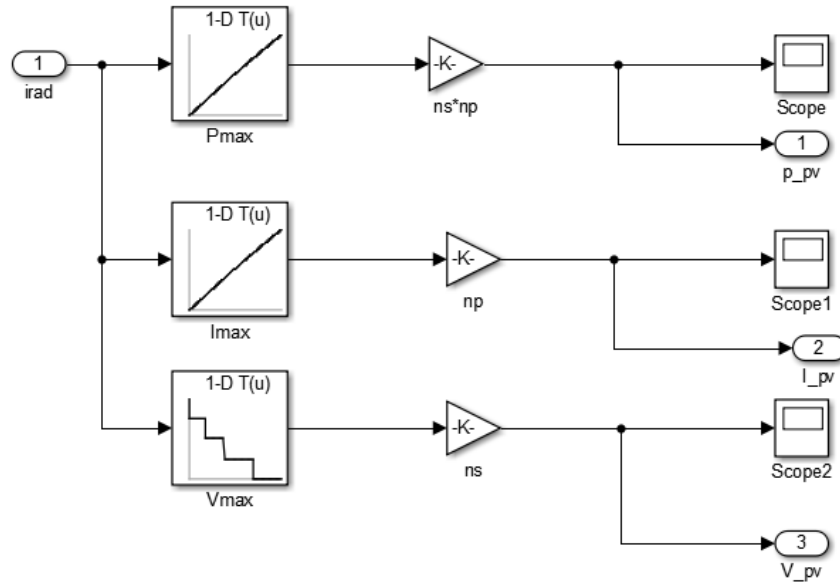 1-D T(u)
1
irad
Pmax
-K-
ns*np
Scope
1
p_pv
1-D T(u)
Imax
-K-
np
Scope1
2
I_pv
1-D T(u)
Vmax
-K-
ns
Scope2
3
V_pv